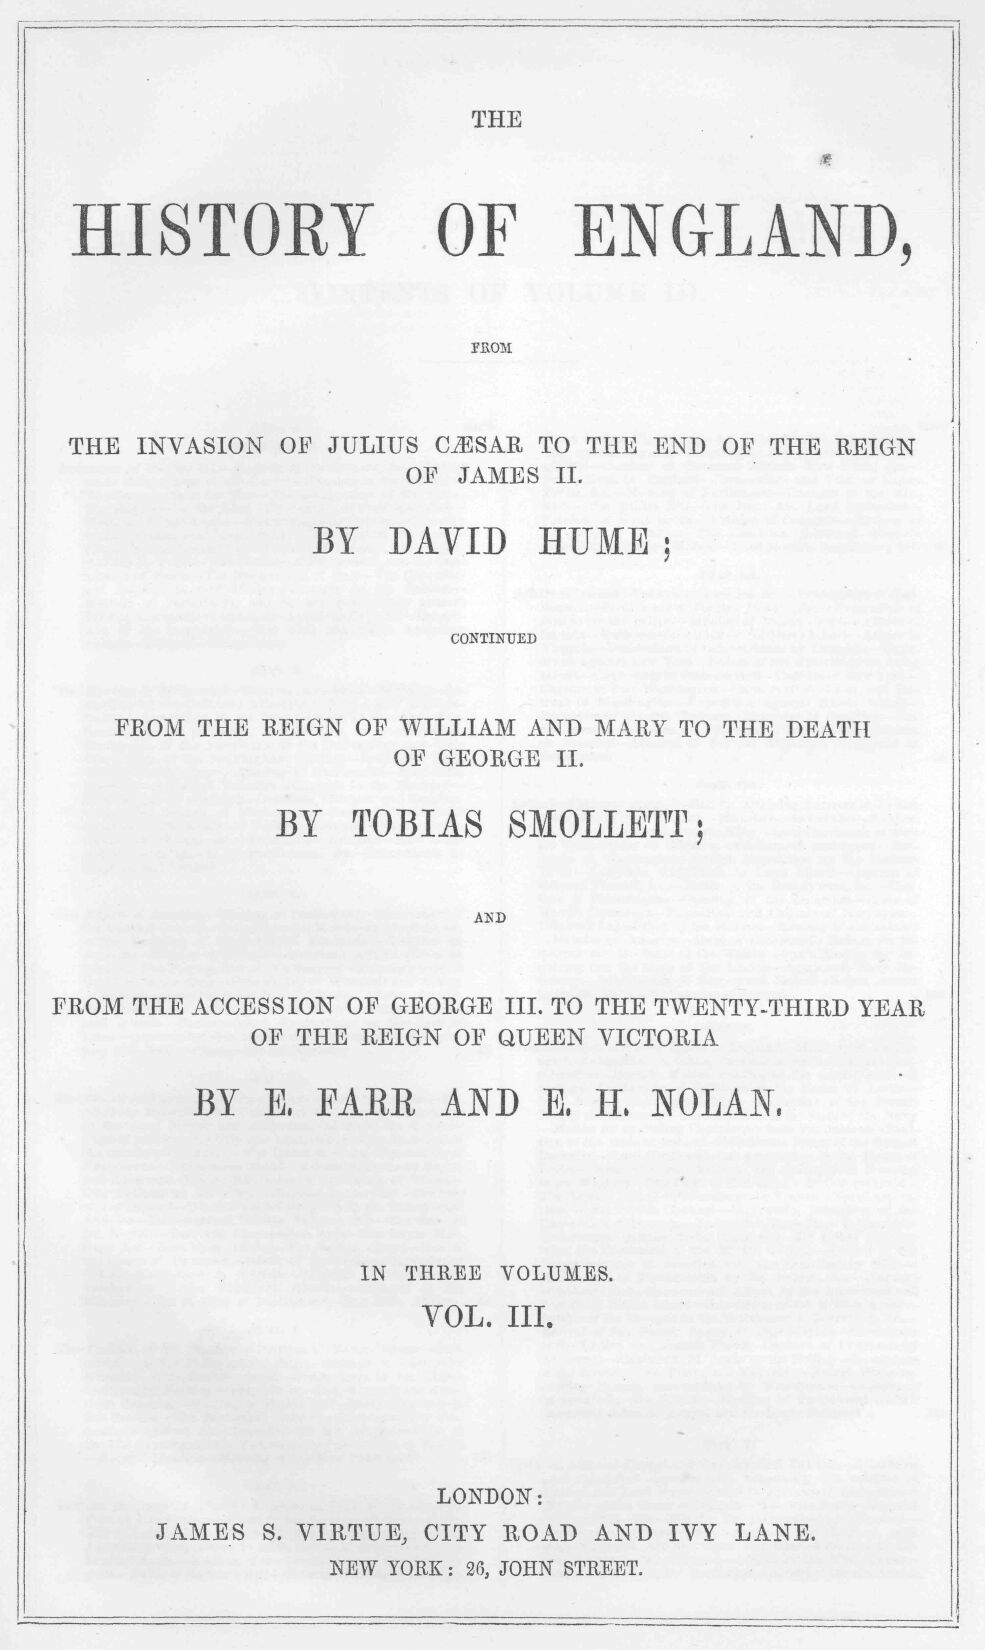 THE
HISTORY OF ENGLAND,
FROM
THE INVASION OF JULIUS CÆSAR TO THE END OF THE REIGN
OF JAMES II.
BY DAVID HUME;
CONTINUED
FROM THE REIGN OF WILLIAM AND MARY TO THE DEATH
OF GEORGE II.
BY TOBIAS SMOLLETT;
AND
FROM THE ACCESSION OF GEORGE III. TO THE TWENTY-THIRD YEAR
OF THE REIGN OF QUEEN VICTORIA
BY E. FARR AND E. H. NOLAN.
IN THREE VOLUMES.
VOL. III.
LONDON:
JAMES S. VIRTUE, CITY ROAD AND IVY LANE.
NEW YORK: 26, JOHN STREET.